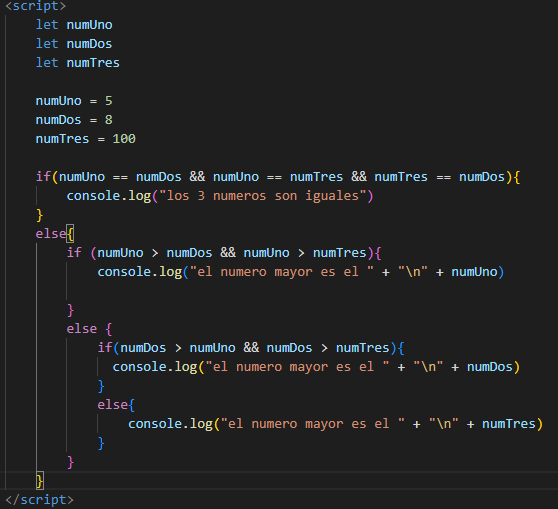 <script>
let numUno
let numDos
let numTres
numUno = 5
numDos = 8
numTres = 100
if(numUno == numDos && numUno == numTres && numTres == numDos){
console.log("los 3 numeros son iguales")
}
else{
if (numUno > numDos && numUno > numTres){
console.log("el numero mayor es el " + "\n" + numUno)
}
else {
if(numDos > numUno && numDos > numTres){
console.log("el numero mayor es el " + "\n" + numDos)
}
else{
console.log("el numero mayor es el " + "\n" + numTres)
}
}
}
</script>